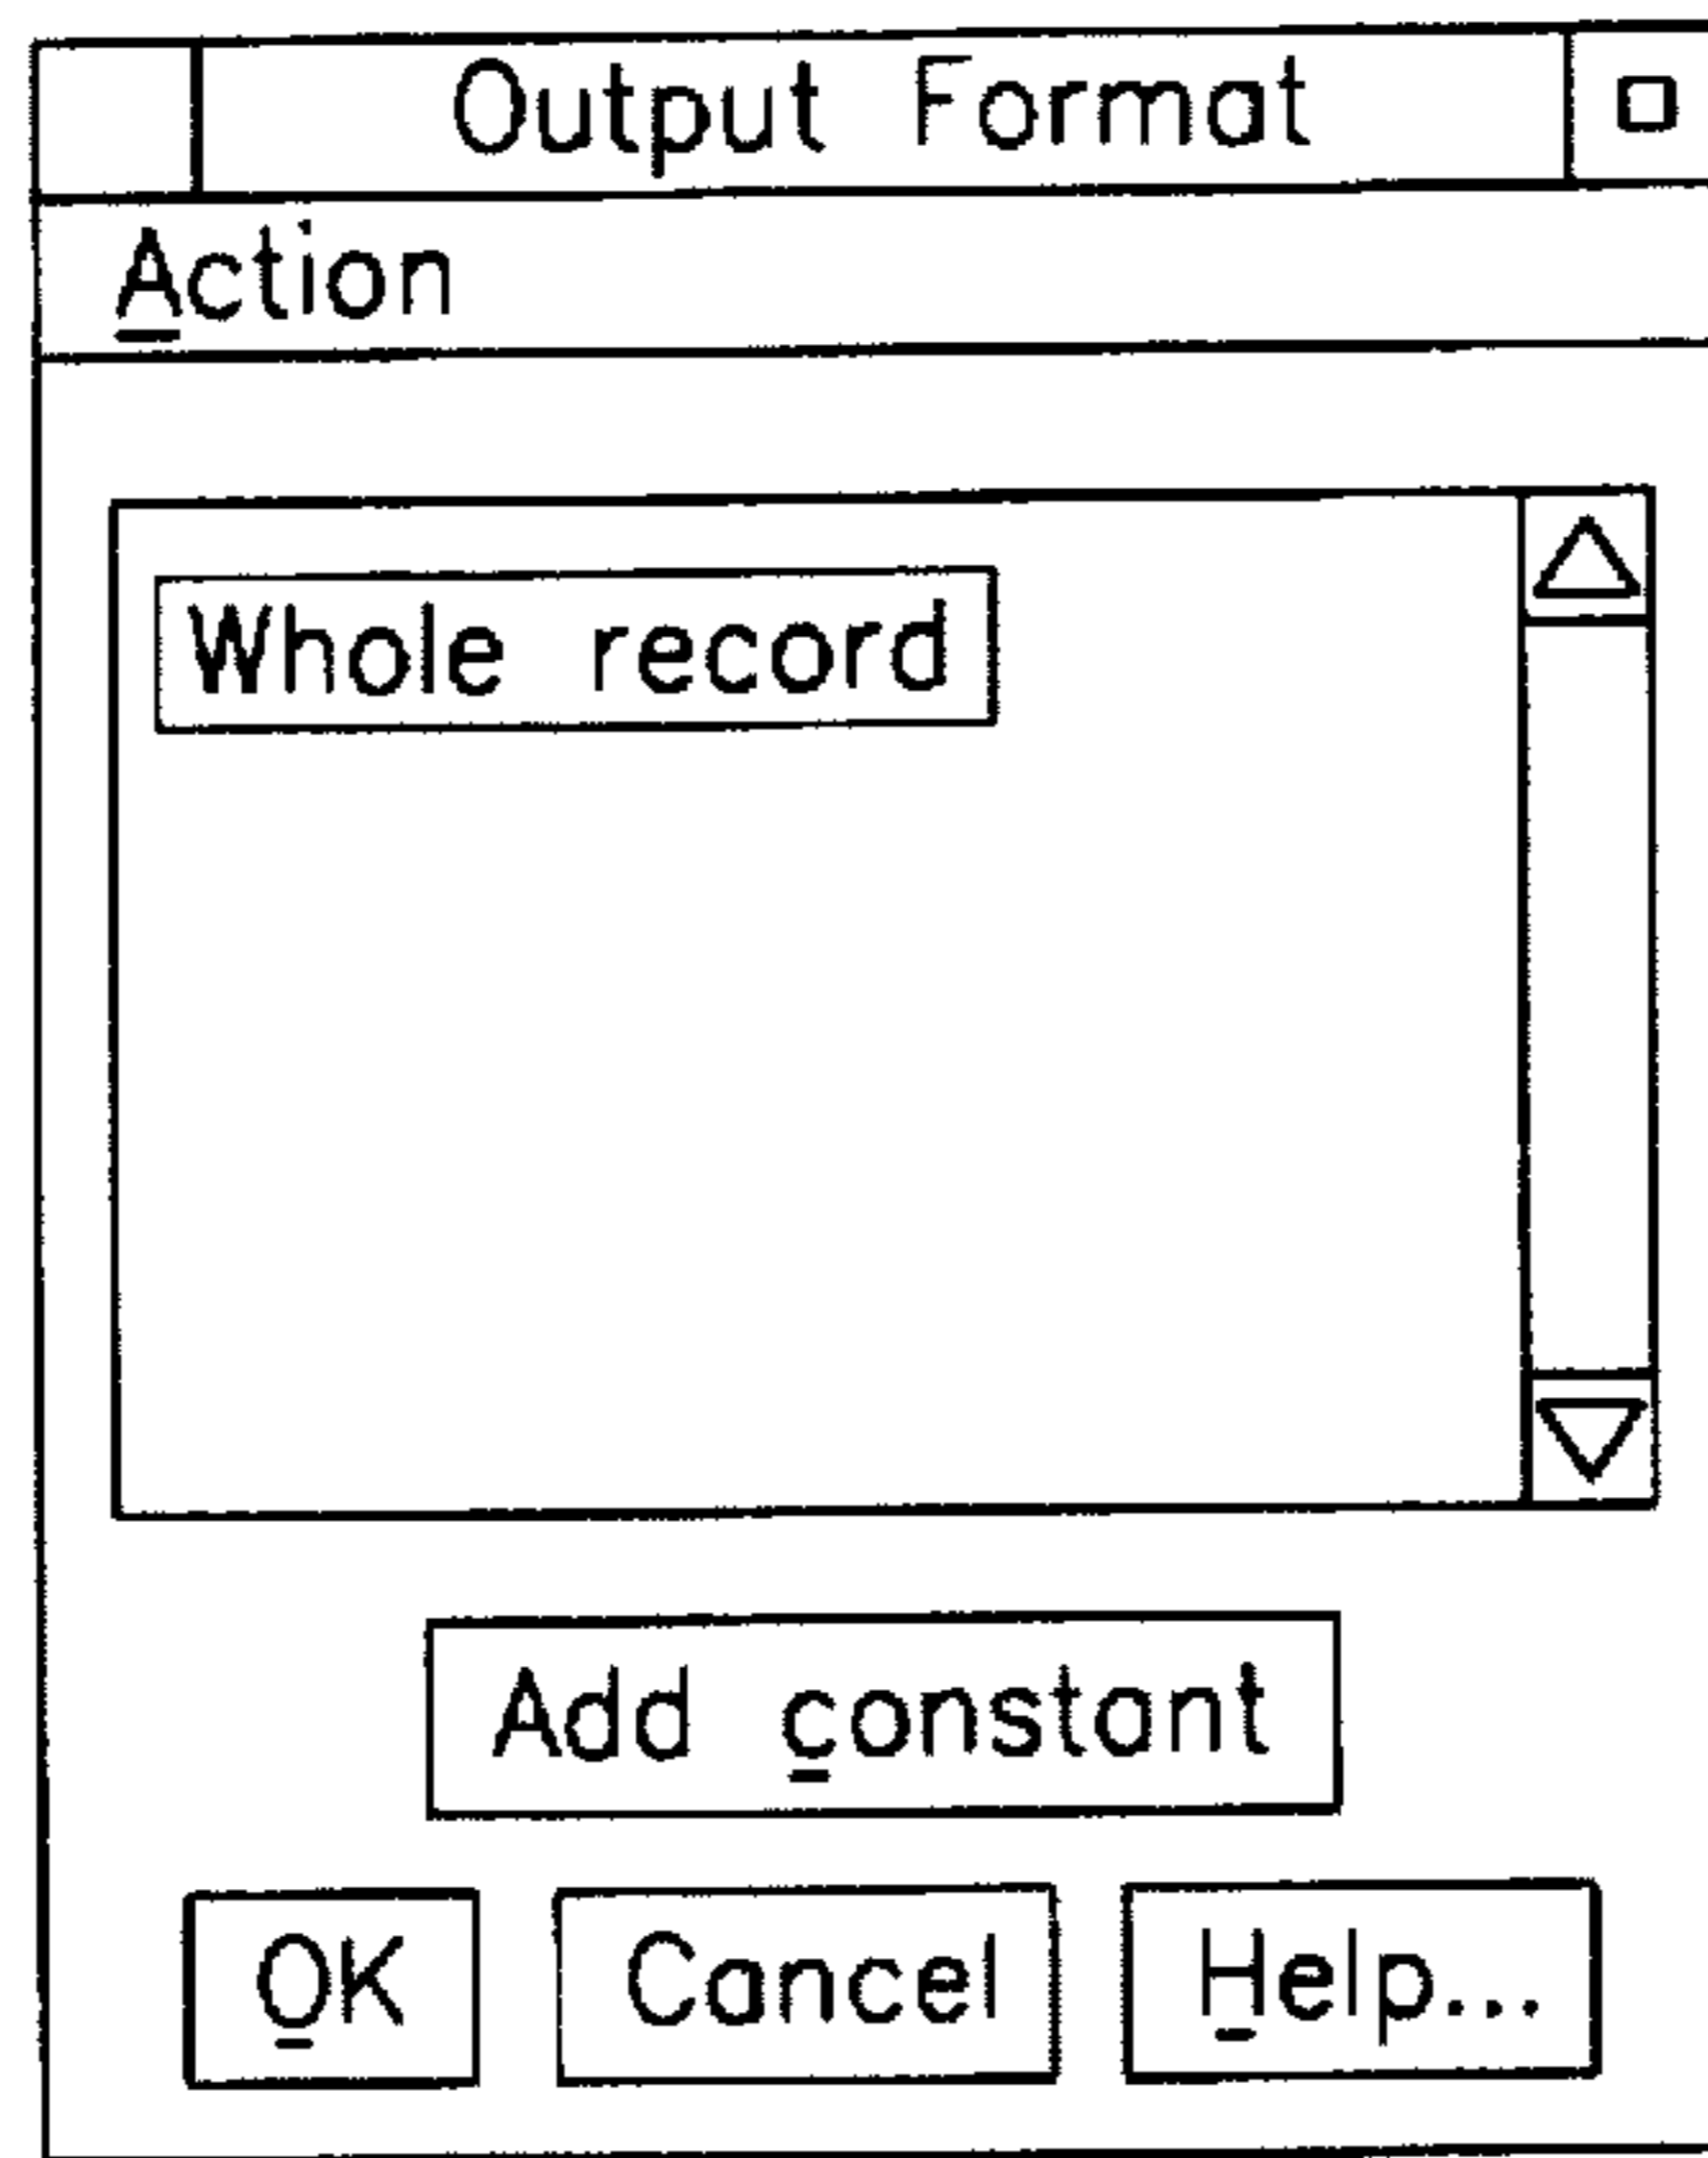 Output Format
Action
Whole record
Add constant
OK Cancel Help...